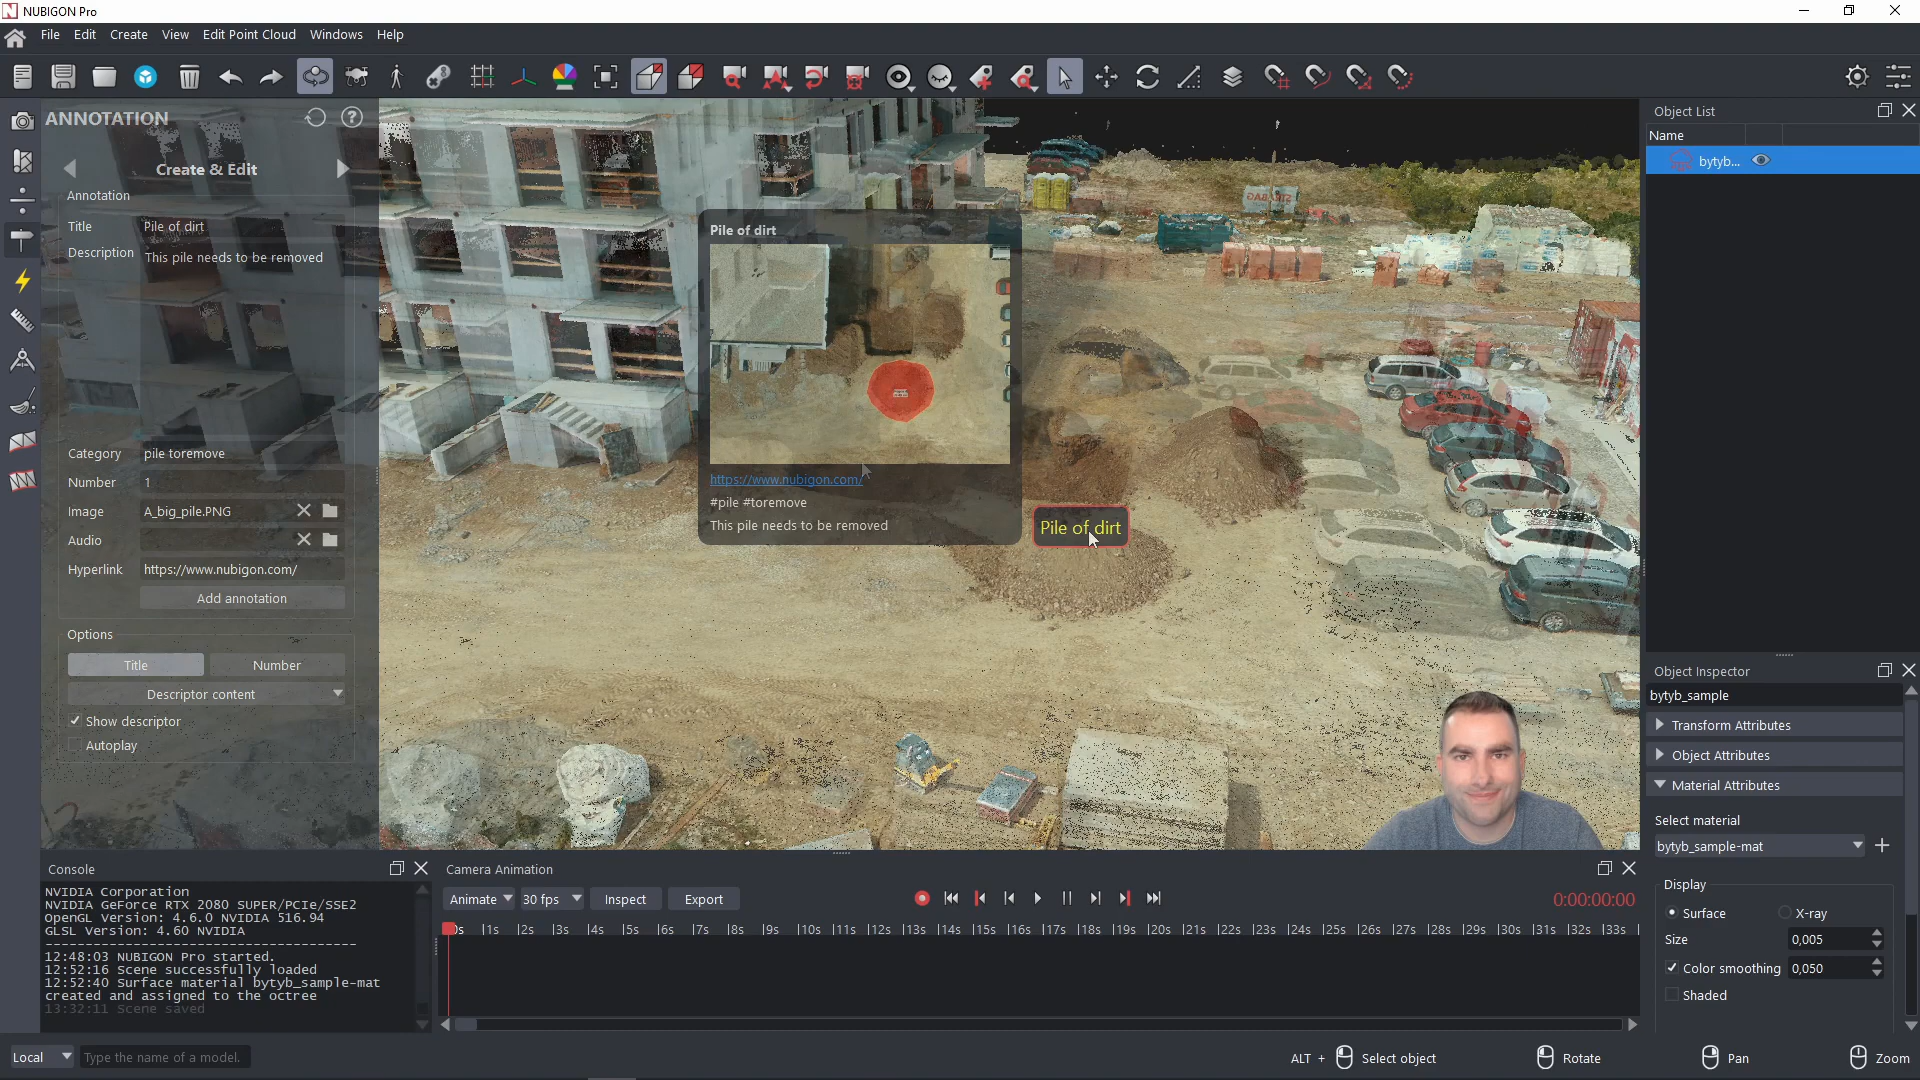 NUBIGON Pro
File Edit Create View Edit Point Cloud Windows Help
ANNOTATION
Create & Edit
Annotation
Title Pile of dirt
Description This pile needs to be removed
Category pile toremove
Number 1
Image A_big_pile.PNG
Audio
Hyperlink https://www.nubigon.com/
Add annotation
Options
Title Number
Descriptor content
Show descriptor
Autoplay
Pile of dirt
https://www.nubigon.com/
#pile #toremove
This pile needs to be removed
Pile of dirt
Object List
Name
bytyb...
Object Inspector
bytyb_sample
Transform Attributes
Object Attributes
Material Attributes
Select material
bytyb_sample-mat
Display
Surface X-ray
Size 0,005
Color smoothing 0,050
Shaded
Console
NVIDIA Corporation
NVIDIA GeForce RTX 2080 SUPER/PCIe/SSE2
OpenGL Version: 4.6.0 NVIDIA 516.94
GLSL Version: 4.60 NVIDIA
----------------------------------------
12:48:03 NUBIGON Pro started.
12:52:16 Scene successfully loaded
12:52:40 Surface material bytyb_sample-mat
created and assigned to the octree
13:32:11 Scene saved
Camera Animation
Animate 30 fps Inspect Export
0:00:00:00
0s |1s |2s |3s |4s |5s |6s |7s |8s |9s |10s |11s |12s |13s |14s |15s |16s |17s |18s |19s |20s |21s |22s |23s |24s |25s |26s |27s |28s |29s |30s |31s |32s |33s |
Local Type the name of a model.
ALT + Select object Rotate Pan Zoom